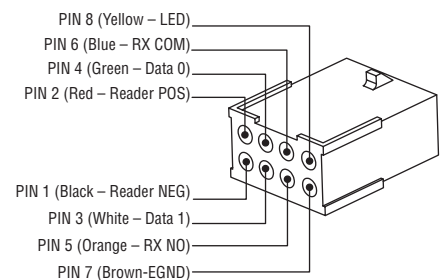 PIN 8 (Yellow – LED)
PIN 6 (Blue – RX COM)
PIN 4 (Green – Data 0)
PIN 2 (Red – Reader POS)
PIN 1 (Black – Reader NEG)
PIN 3 (White – Data 1)
PIN 5 (Orange – RX NO)
PIN 7 (Brown-EGND)